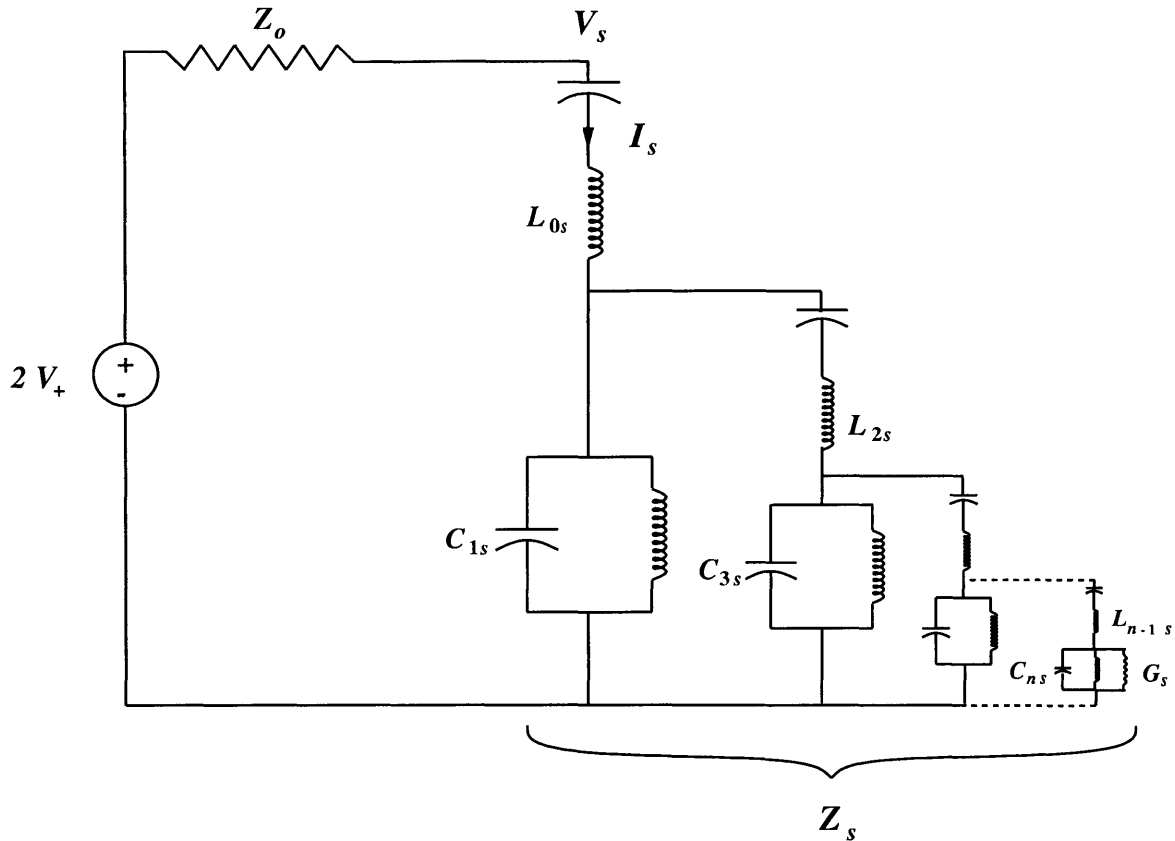 Z_o
V_s
I_s
L_0s
+
-
2 V_+
L_2s
C_1s
C_3s
L_n-1 s
C_n s
G_s
Z_s